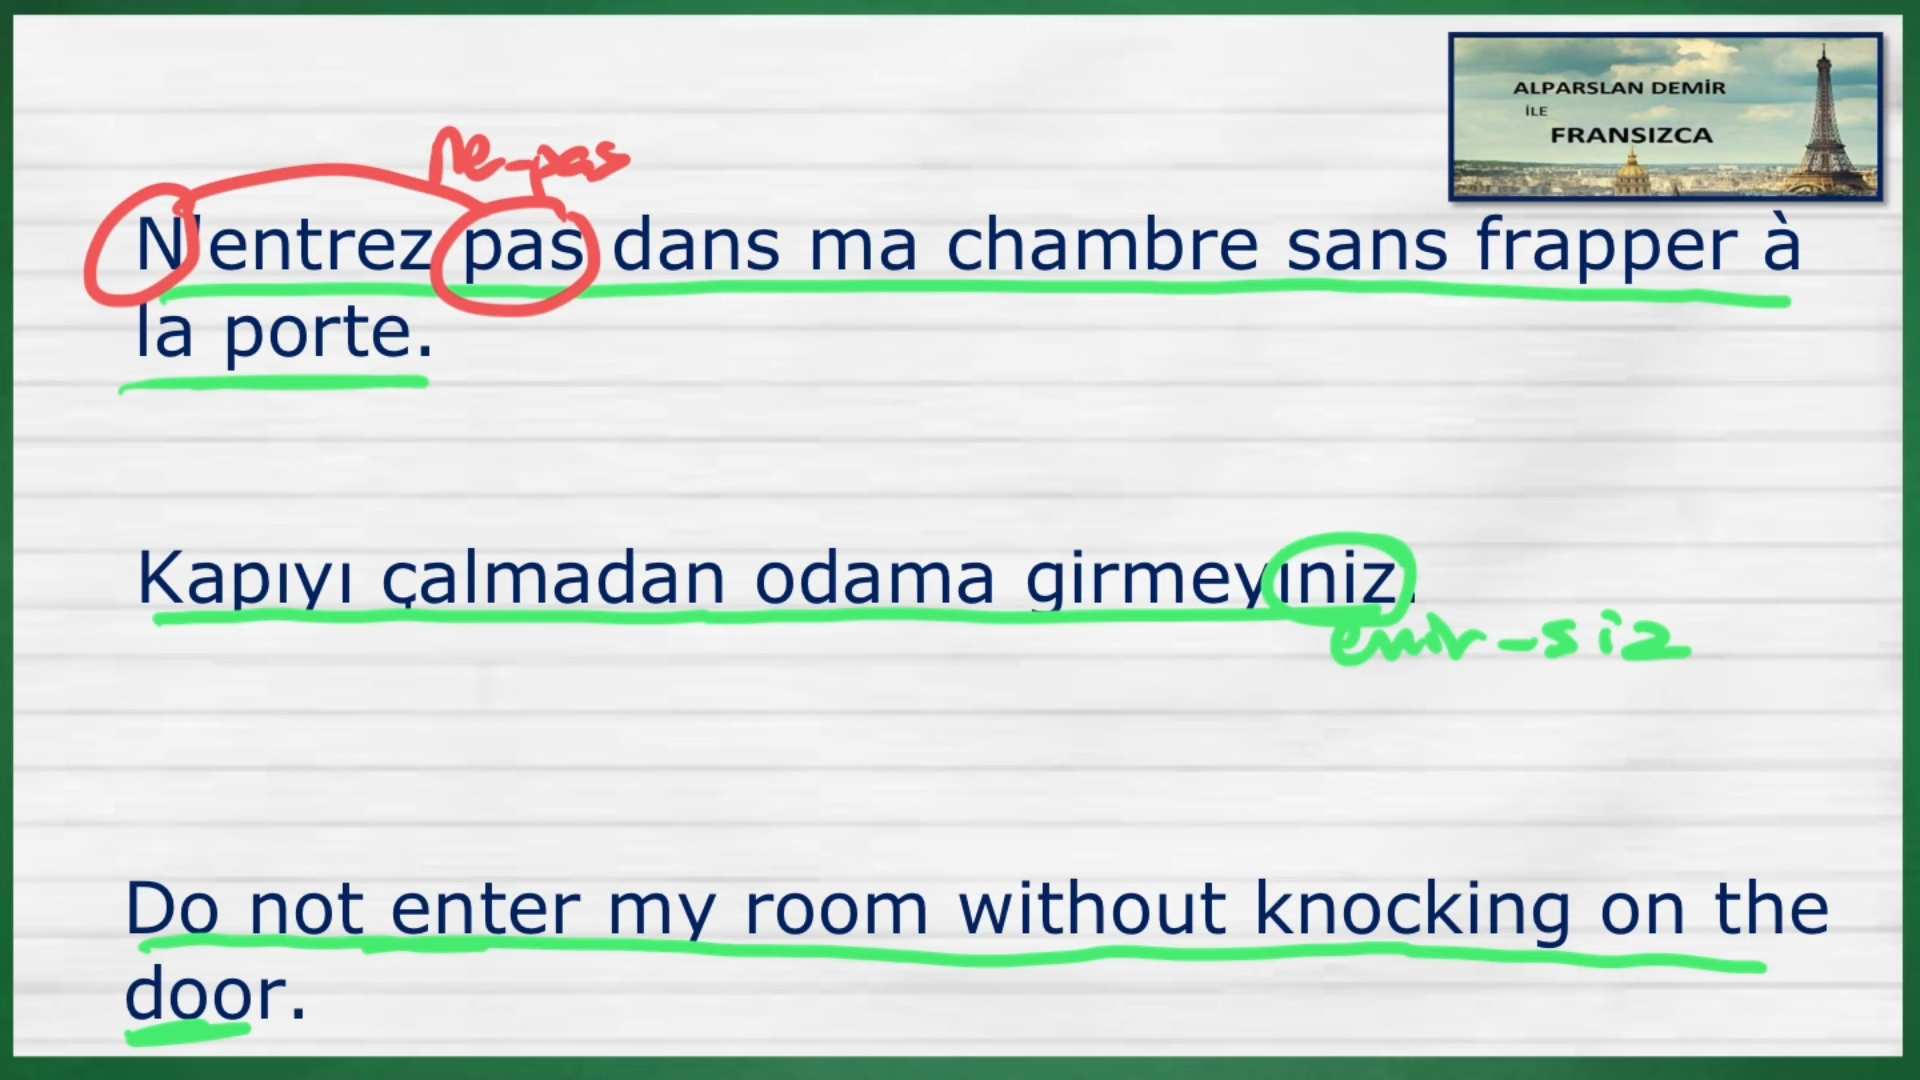 ALPARSLAN DEMİR
İLE
FRANSIZCA
ne-pas
N'entrez pas dans ma chambre sans frapper à
la porte.
Kapıyı çalmadan odama girmeyiniz.
emir-siz
Do not enter my room without knocking on the
door.